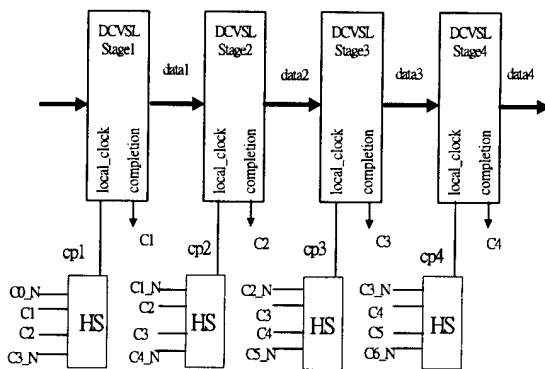 DCVSL
Stage1
DCVSL
Stage2
DCVSL
Stage3
DCVSL
Stage4
data1
data2
data3
data4
local_clock
completion
local_clock
completion
local_clock
completion
local_clock
completion
C1
C2
C3
C4
cp1
cp2
cp3
cp4
C0_N
C1
C2
C3_N
HS
C1_N
C2
C3
C4_N
HS
C2_N
C3
C4
C5_N
HS
C3_N
C4
C5
C6_N
HS